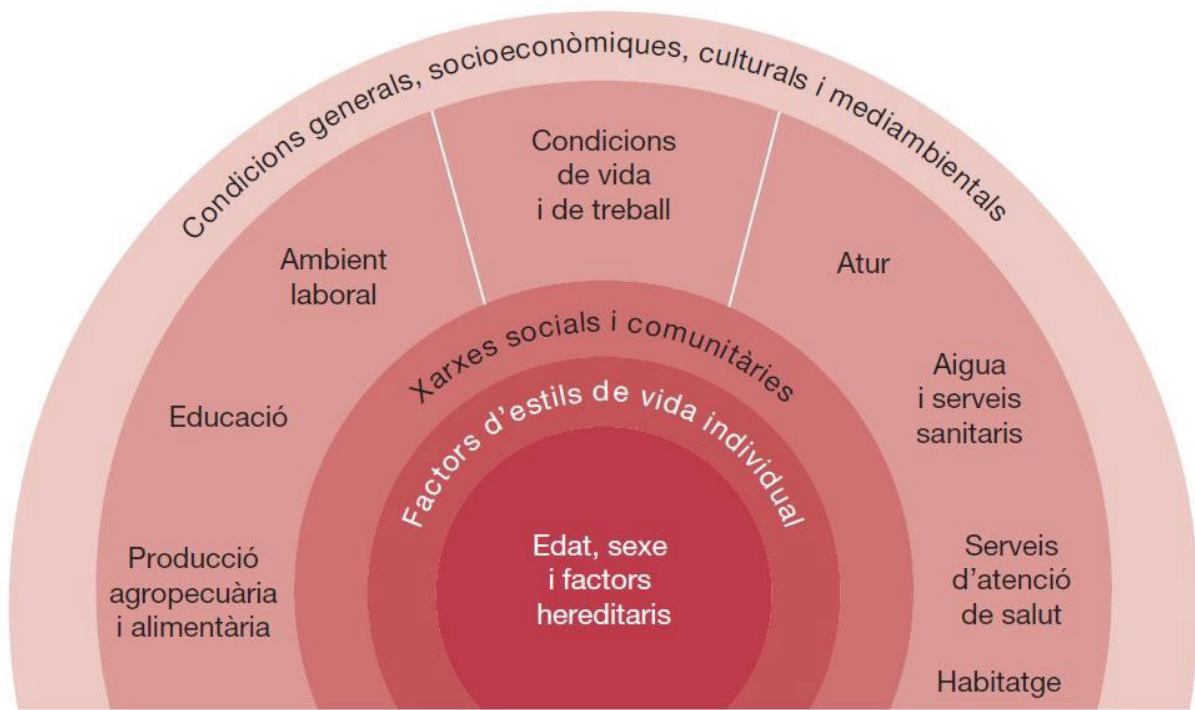 Condicions generals, socioeconòmiques, culturals i mediambientals
Condicions
de vida
i de treball
Ambient
laboral
Educació
Producció
agropecuària
i alimentària
Atur
Aigua
i serveis
sanitaris
Serveis
d’atenció
de salut
Habitatge
Xarxes socials i comunitàries
Factors d’estils de vida individual
Edat, sexe
i factors
hereditaris